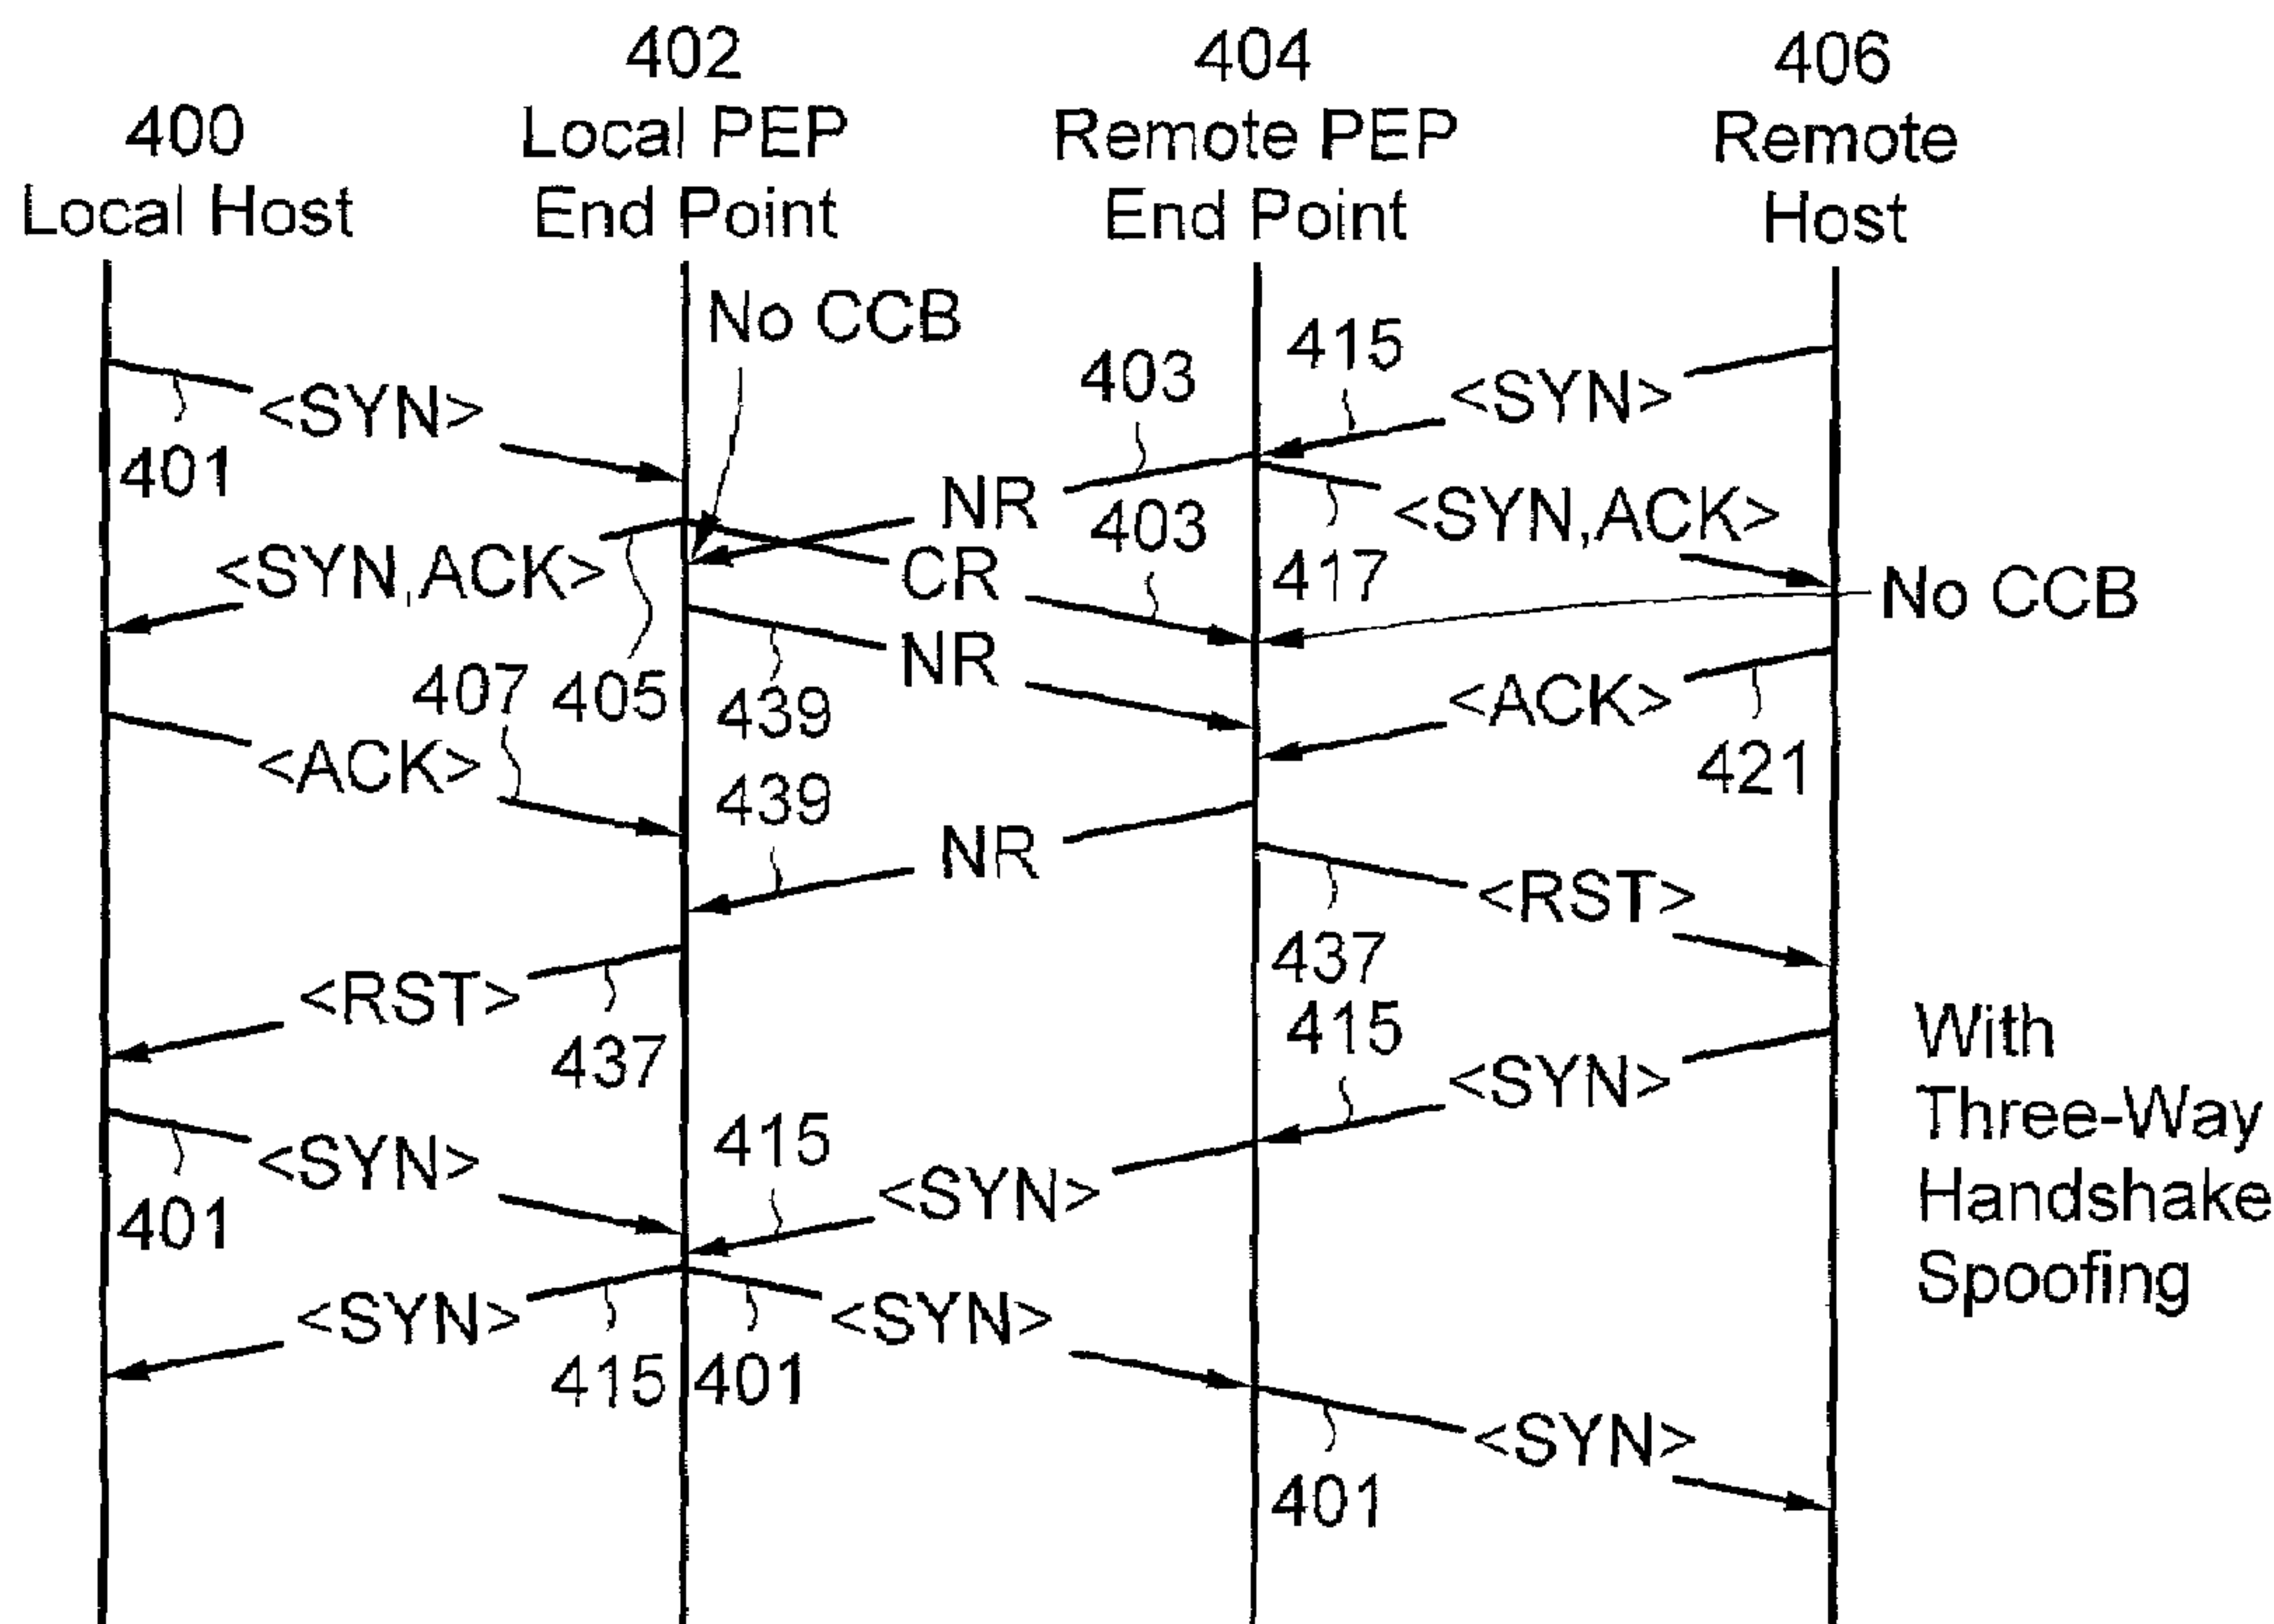 400
Local Host
402
Local PEP
End Point
404
Remote PEP
End Point
406
Remote
Host
No CCB
415
403
<SYN>
<SYN>
401
NR
403
<SYN,ACK>
<SYN,ACK>
CR
417
No CCB
NR
407
405
439
<ACK>
<ACK>
421
439
NR
<RST>
437
<RST>
437
415
<SYN>
With
Three-Way
Handshake
Spoofing
415
<SYN>
401
<SYN>
<SYN>
<SYN>
415
401
<SYN>
401